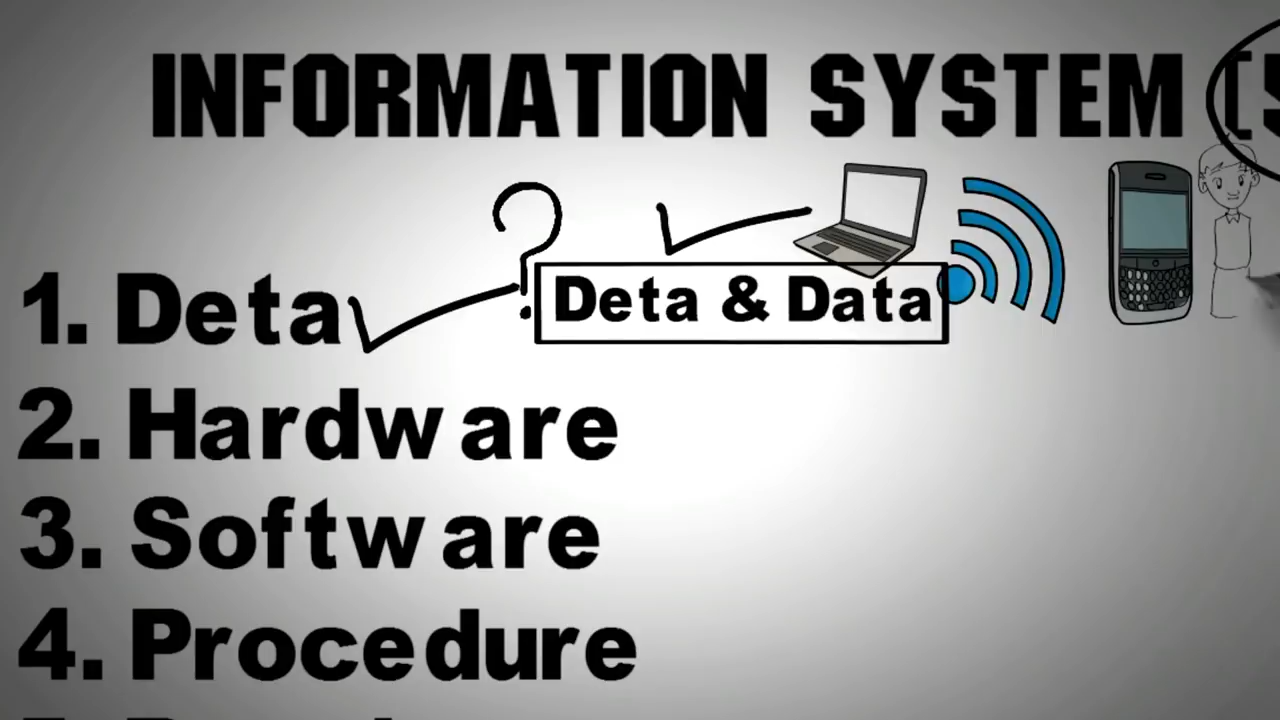 INFORMATION SYSTEM (
1. Deta ? Deta & Data
2. Hardware
3. Software
4. Procedure